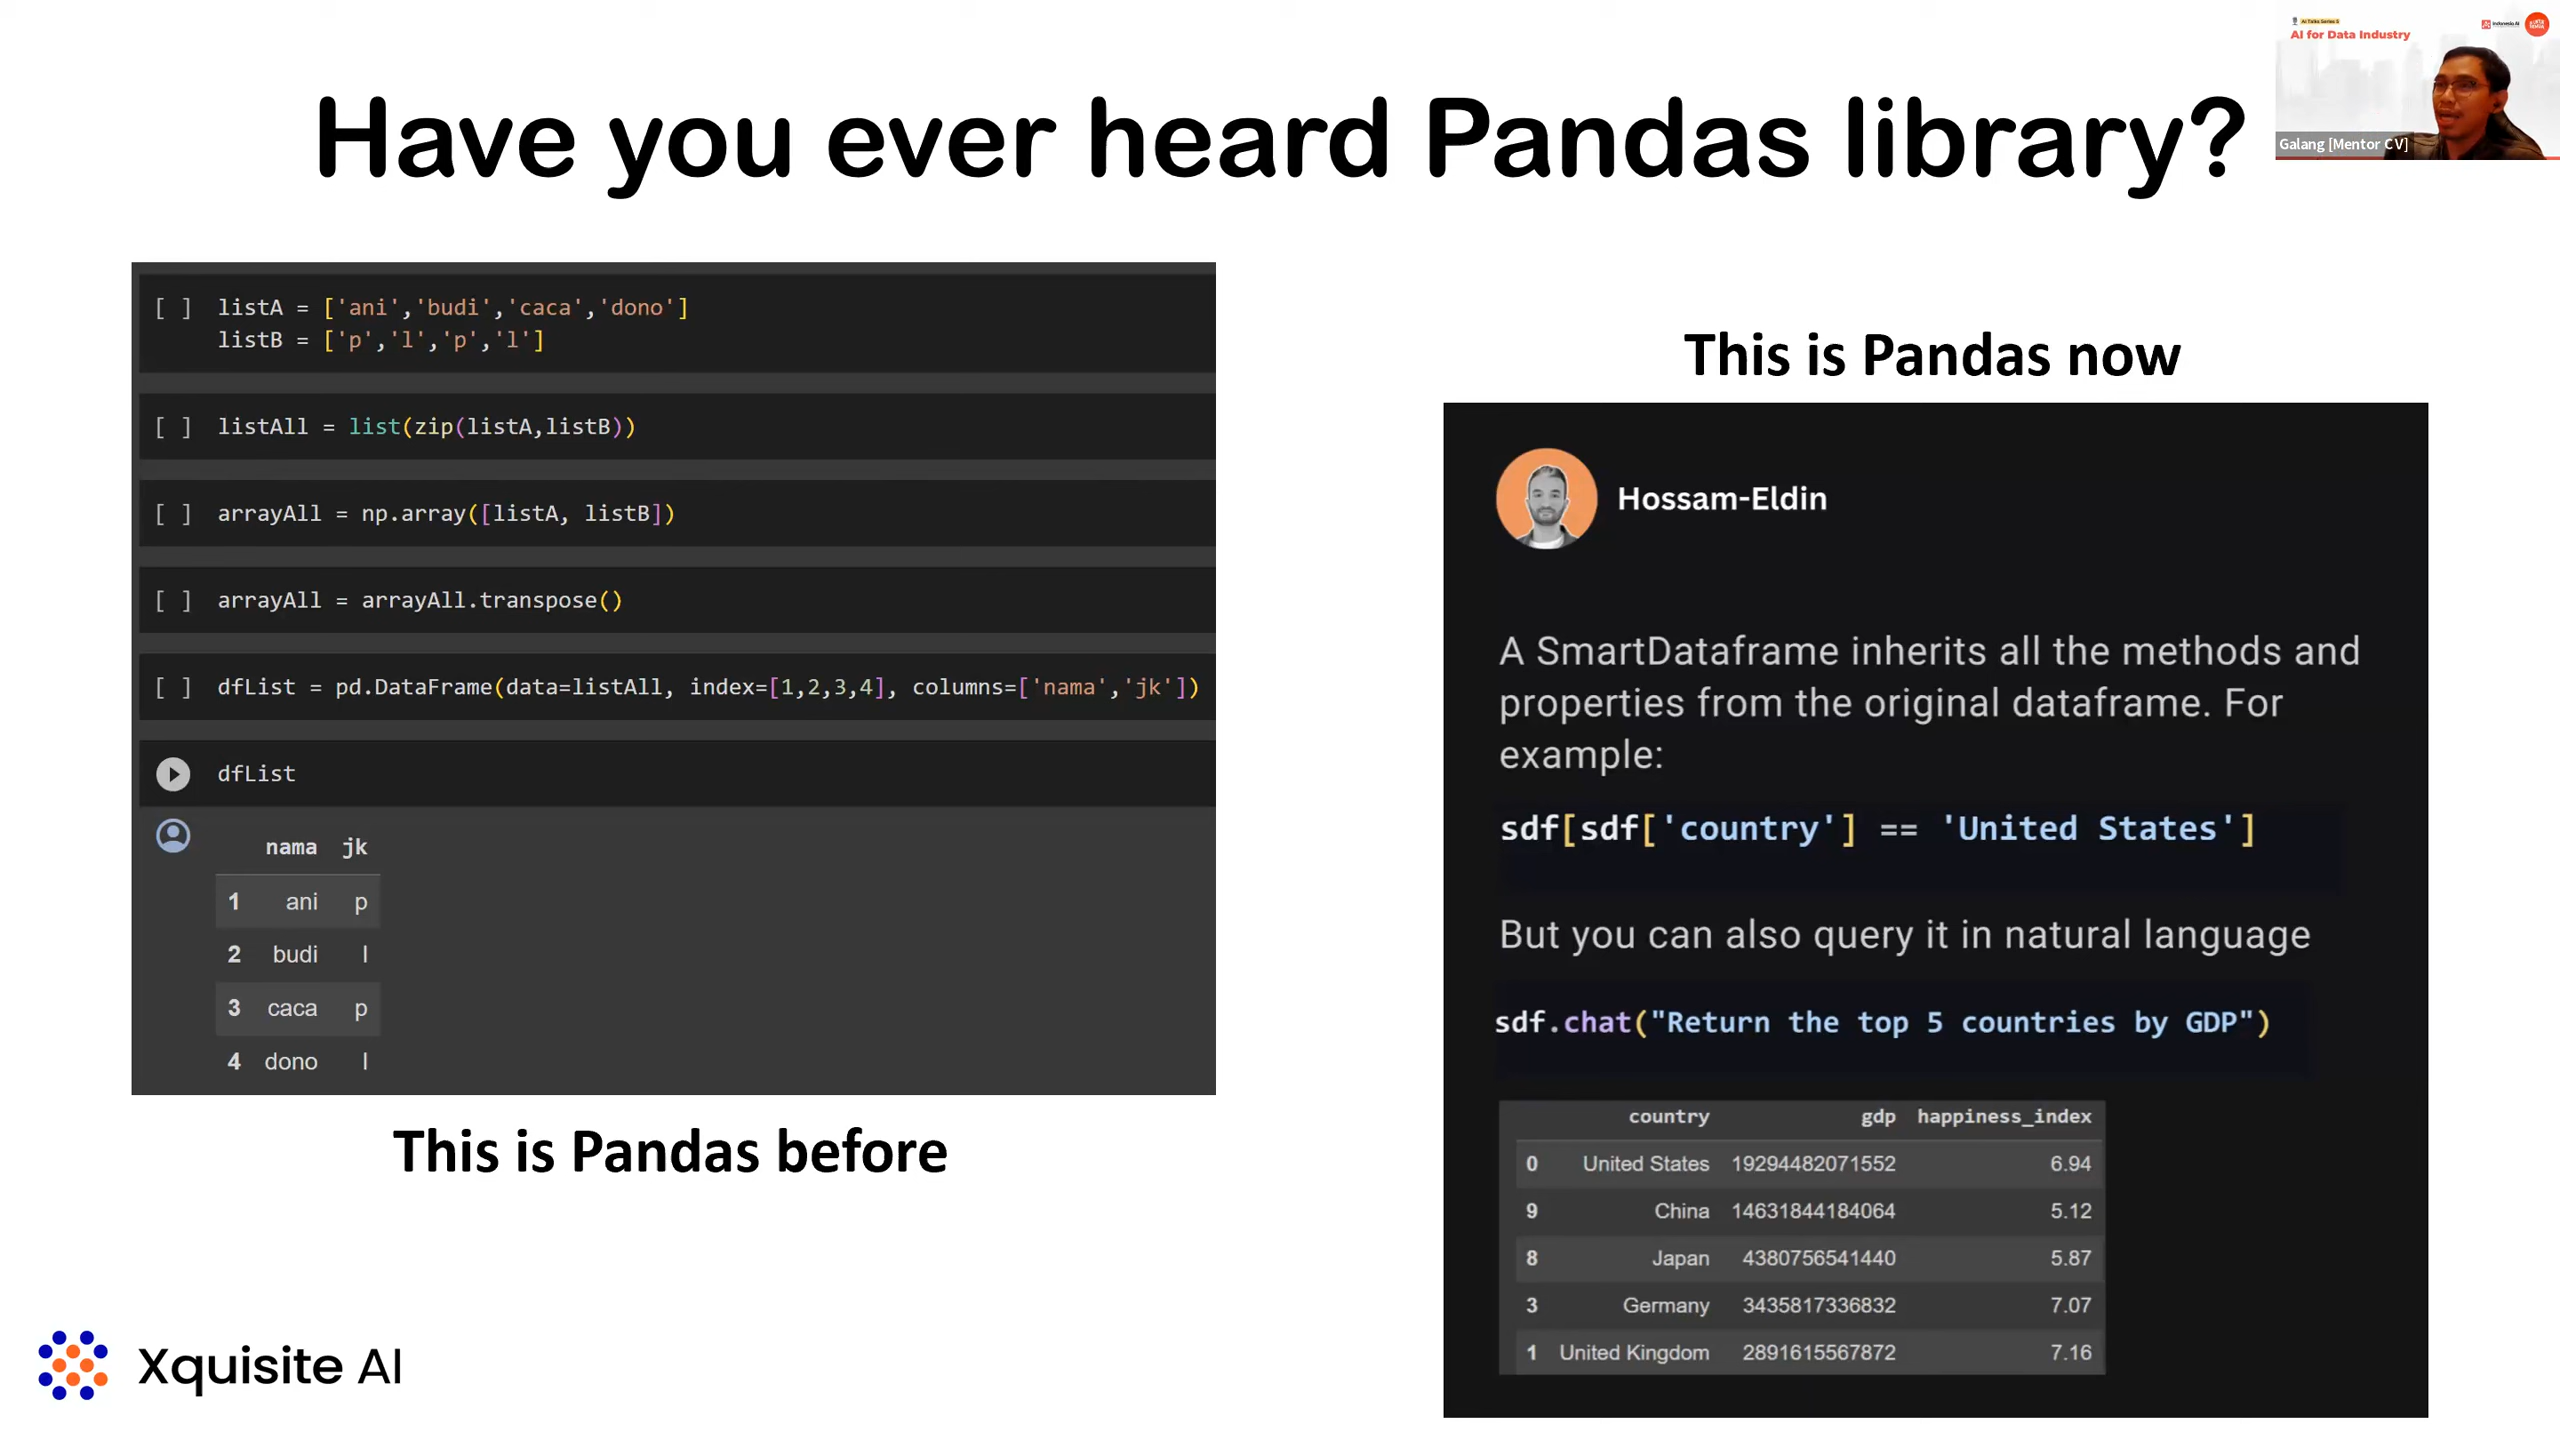 AI Talks Series 5
AI for Data Industry
Indonesia AI
Galang [Mentor CV]
Have you ever heard Pandas library?
[ ] listA = ['ani','budi','caca','dono']
listB = ['p','l','p','l']
[ ] listAll = list(zip(listA,listB))
[ ] arrayAll = np.array([listA, listB])
[ ] arrayAll = arrayAll.transpose()
[ ] dfList = pd.DataFrame(data=listAll, index=[1,2,3,4], columns=['nama','jk'])
dfList
nama jk
1 ani p
2 budi l
3 caca p
4 dono l
This is Pandas before
This is Pandas now
Hossam-Eldin
A SmartDataframe inherits all the methods and
properties from the original dataframe. For
example:
sdf[sdf['country'] == 'United States']
But you can also query it in natural language
sdf.chat("Return the top 5 countries by GDP")
country gdp happiness_index
0 United States 19294482071552 6.94
9 China 14631844184064 5.12
8 Japan 4380756541440 5.87
3 Germany 3435817336832 7.07
1 United Kingdom 2891615567872 7.16
Xquisite AI